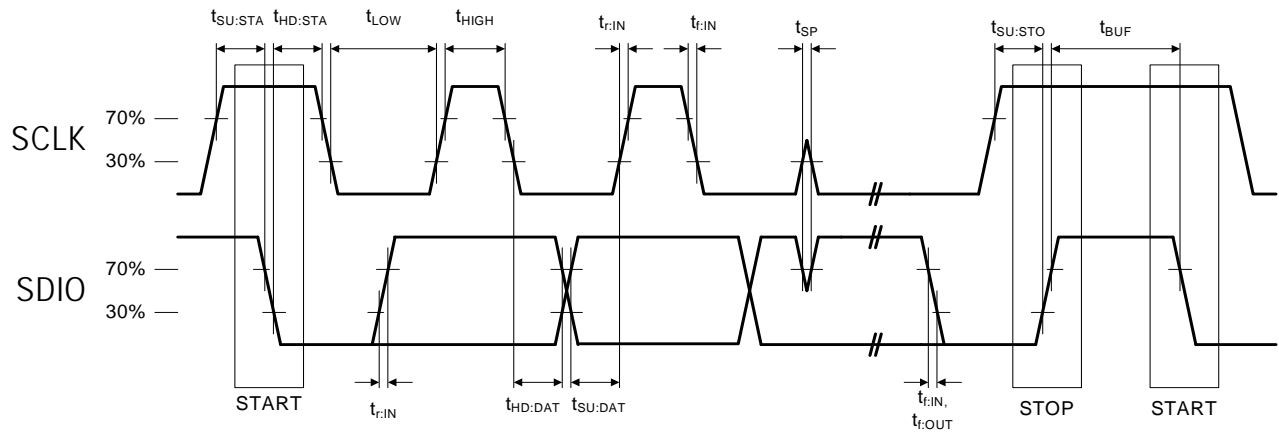 tSU:STA tHD:STA tLOW tHIGH tr:IN tf:IN tSP tSU:STO tBUF
SCLK
70%
30%
SDIO
70%
30%
START
tr:IN
tHD:DAT tSU:DAT
tf:IN,
tf:OUT
STOP
START